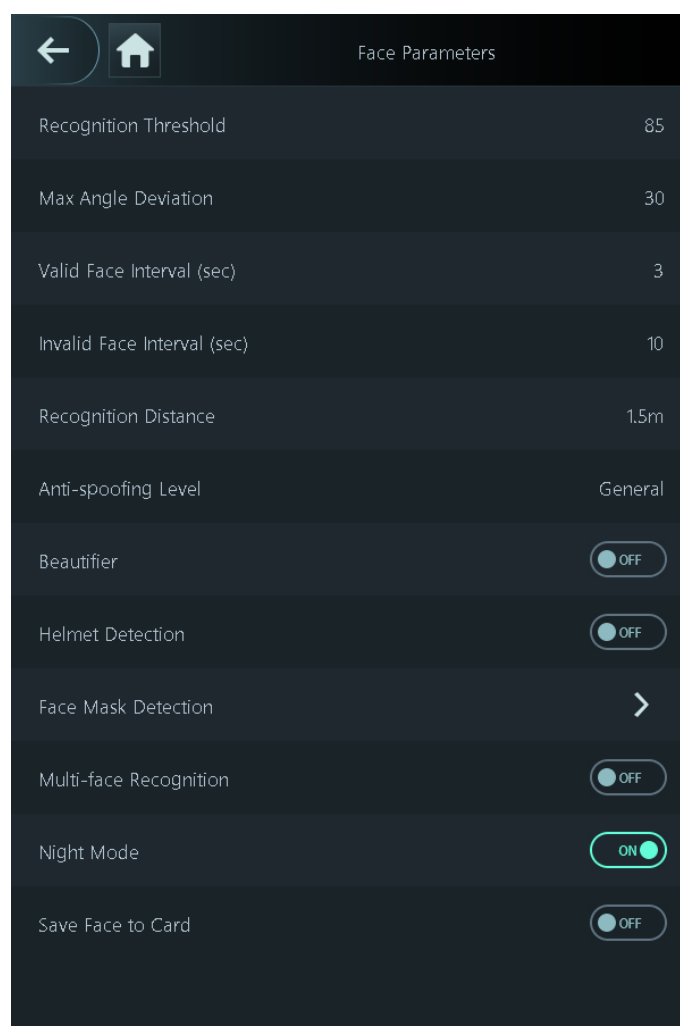 Face Parameters
Recognition Threshold 85
Max Angle Deviation 30
Valid Face Interval (sec) 3
Invalid Face Interval (sec) 10
Recognition Distance 1.5m
Anti-spoofing Level General
Beautifier OFF
Helmet Detection OFF
Face Mask Detection
Multi-face Recognition OFF
Night Mode ON
Save Face to Card OFF